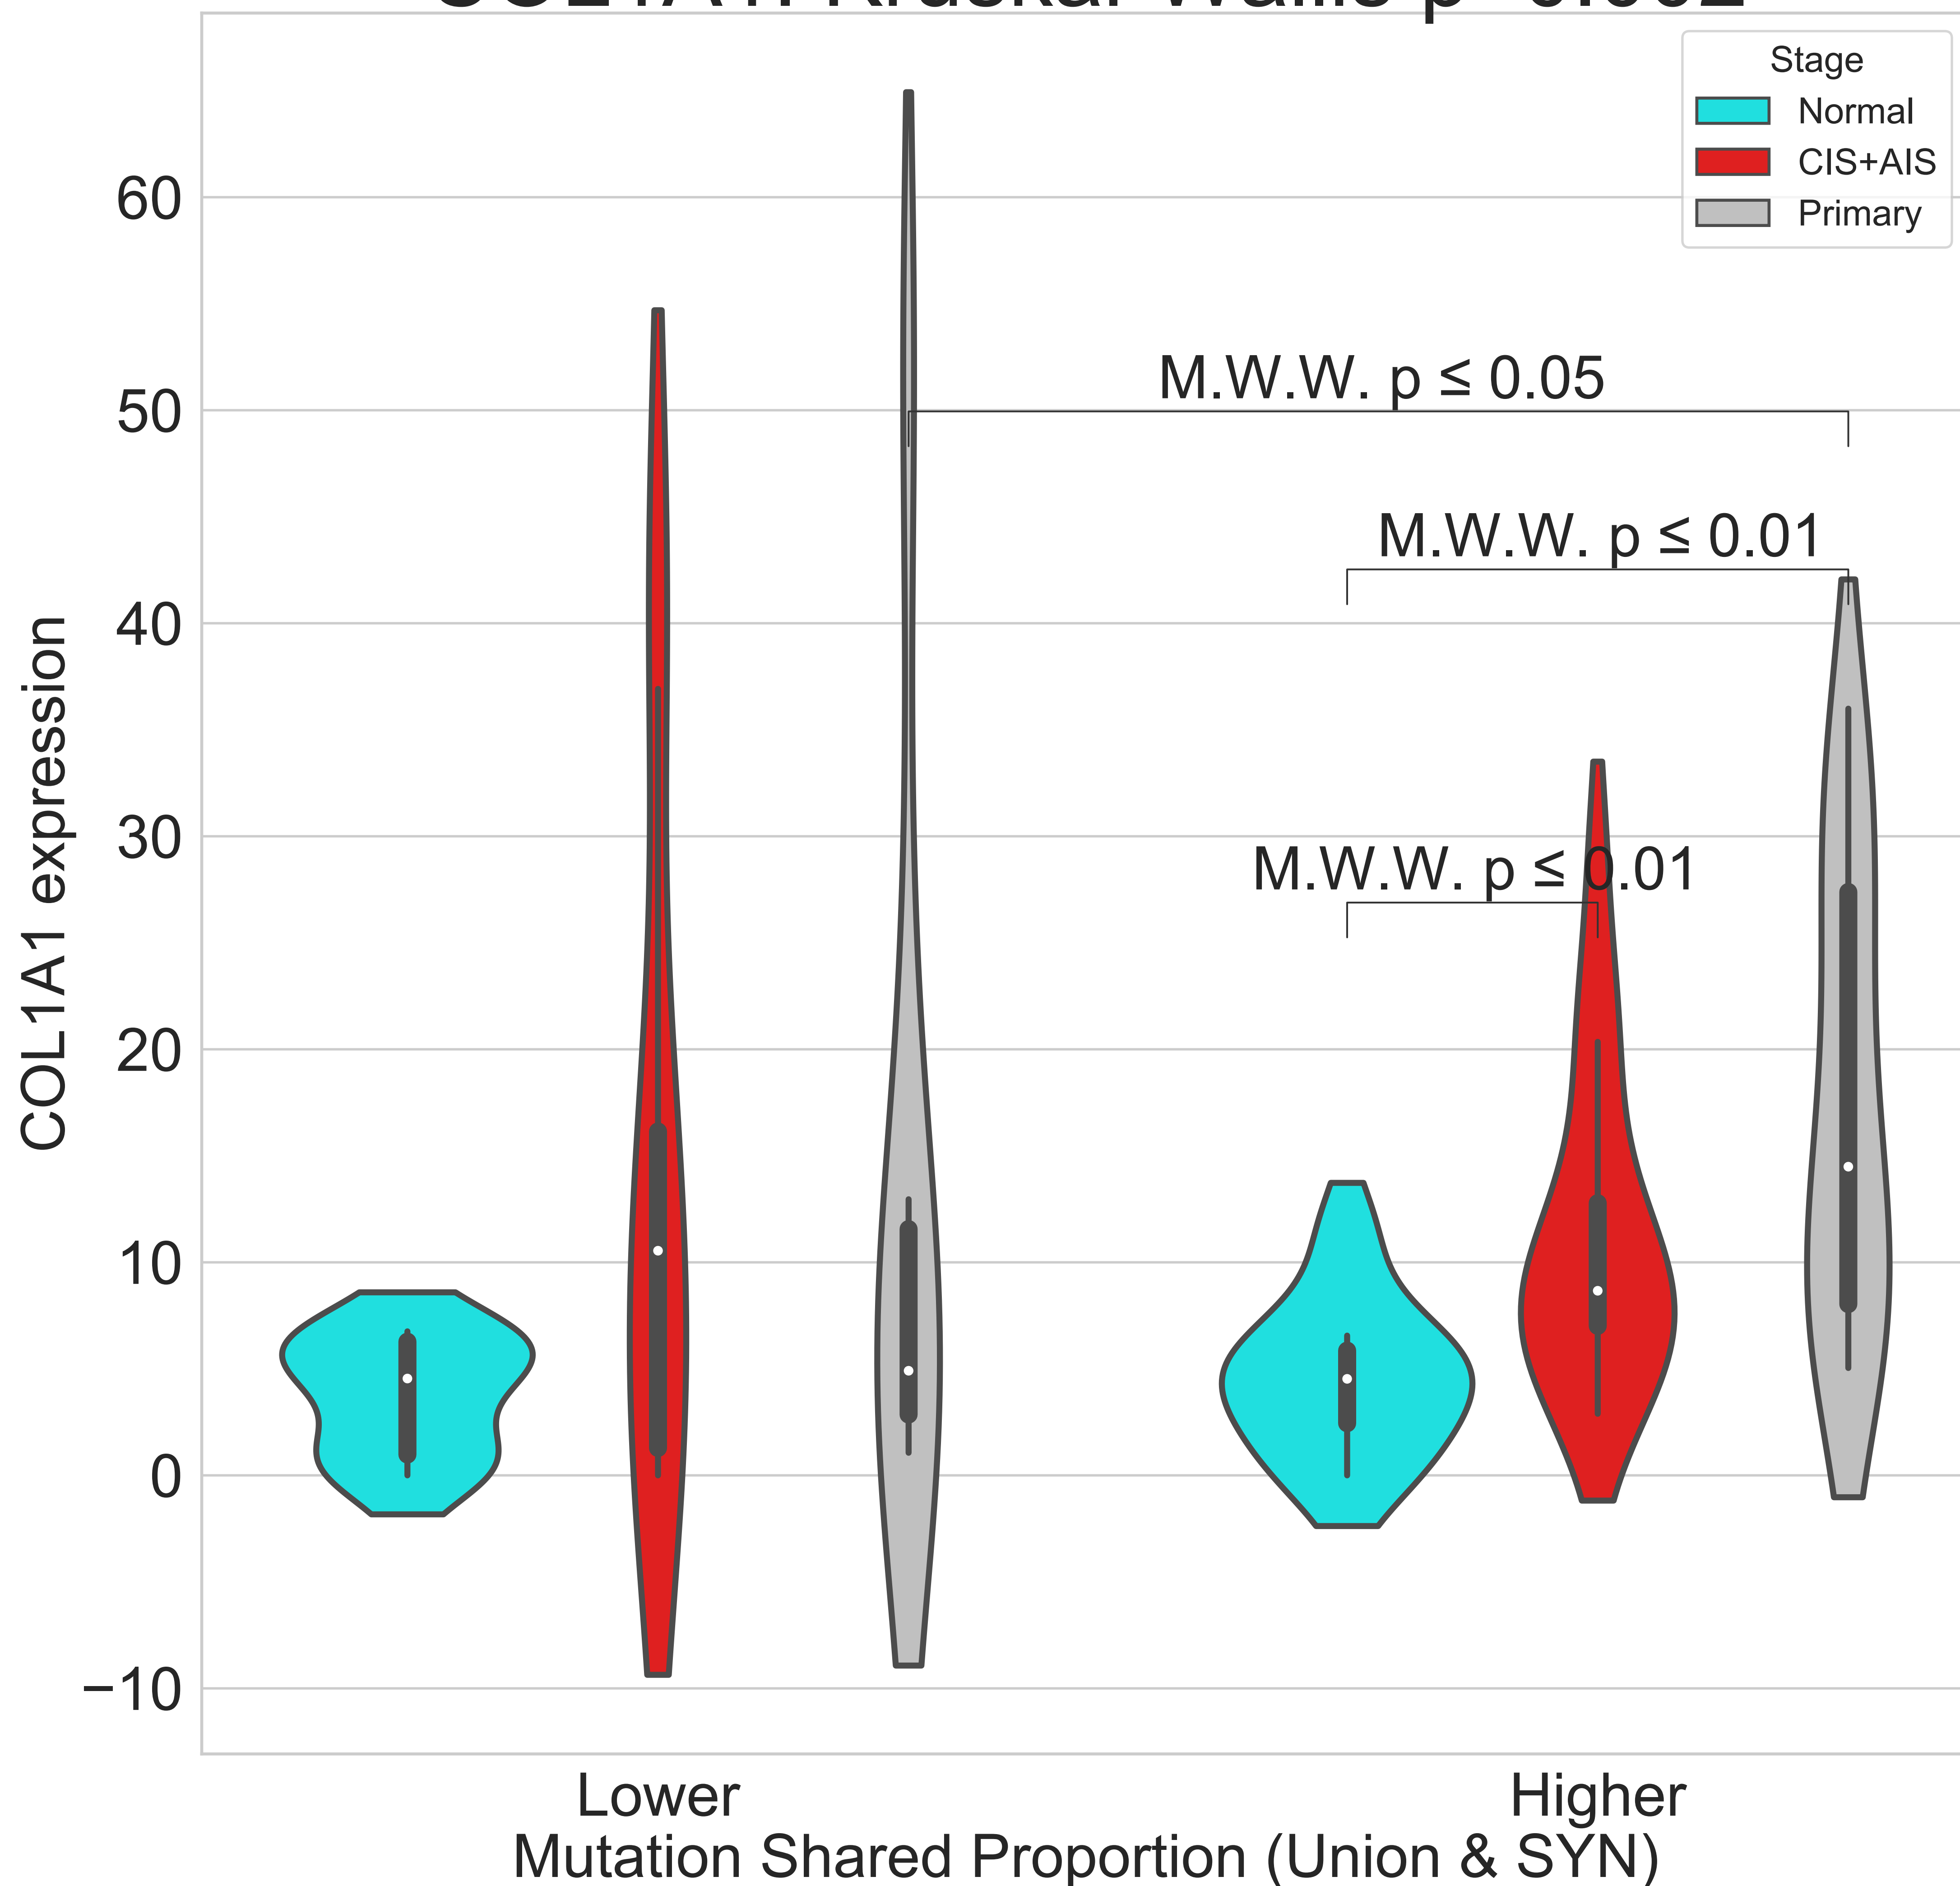 Stage
Normal
CIS+AIS
Primary
60
50
40
30
20
10
0
−10
COL1A1 expression
M.W.W. p ≤ 0.05
M.W.W. p ≤ 0.01
M.W.W. p ≤ 0.01
Lower
Higher
Mutation Shared Proportion (Union & SYN)